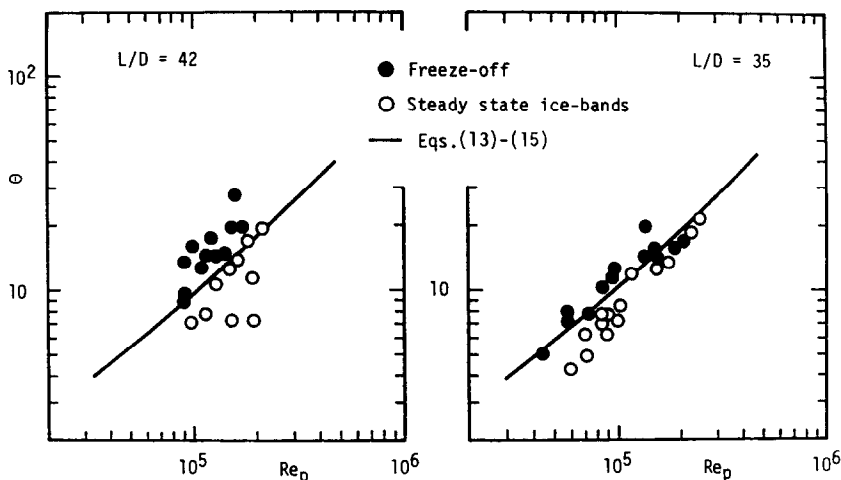 L/D = 42
L/D = 35
Freeze-off
Steady state ice-bands
Eqs.(13)-(15)
10²
Θ
10
10
10⁵
Re_D
10⁶
10⁵
Re_p
10⁶